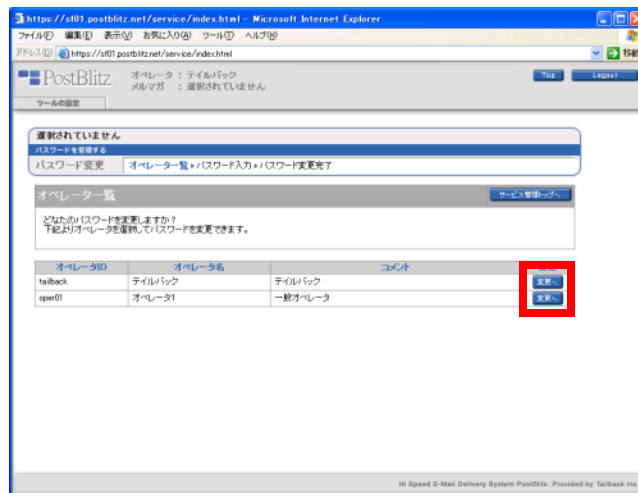 https://sf01.postblitz.net/service/index.html - Microsoft Internet Explorer
ファイル(F) 編集(E) 表示(V) お気に入り(A) ツール(T) ヘルプ(H)
アドレス(D) https://sf01.postblitz.net/service/index.html 移動
PostBlitz
オペレータ : テイルバック
メルマガ : 選択されていません
Top Logout
ツールの設定
選択されていません
パスワードを管理する
パスワード変更 オペレータ一覧▶パスワード入力▶パスワード変更完了
オペレータ一覧 サービス管理トップへ
どなたのパスワードを変更しますか?
下記よりオペレータを選択してパスワードを変更できます。
オペレータID オペレータ名 コメント
tailback テイルバック テイルバック 変更へ
oper01 オペレータ1 一般オペレータ 変更へ
Hi Speed E-Mail Delivery System PostBlitz. Provided by Tailback inc.